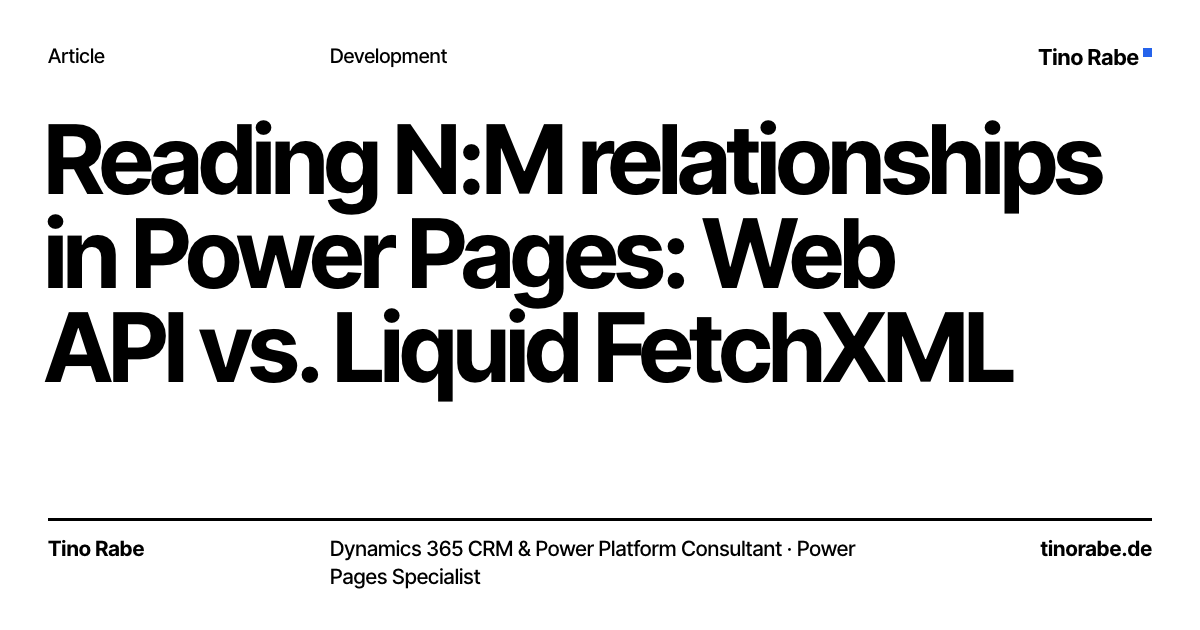 Article
Development
Tino Rabe
Reading N:M relationships
in Power Pages: Web
API vs. Liquid FetchXML
Tino Rabe
Dynamics 365 CRM & Power Platform Consultant · Power
Pages Specialist
tinorabe.de